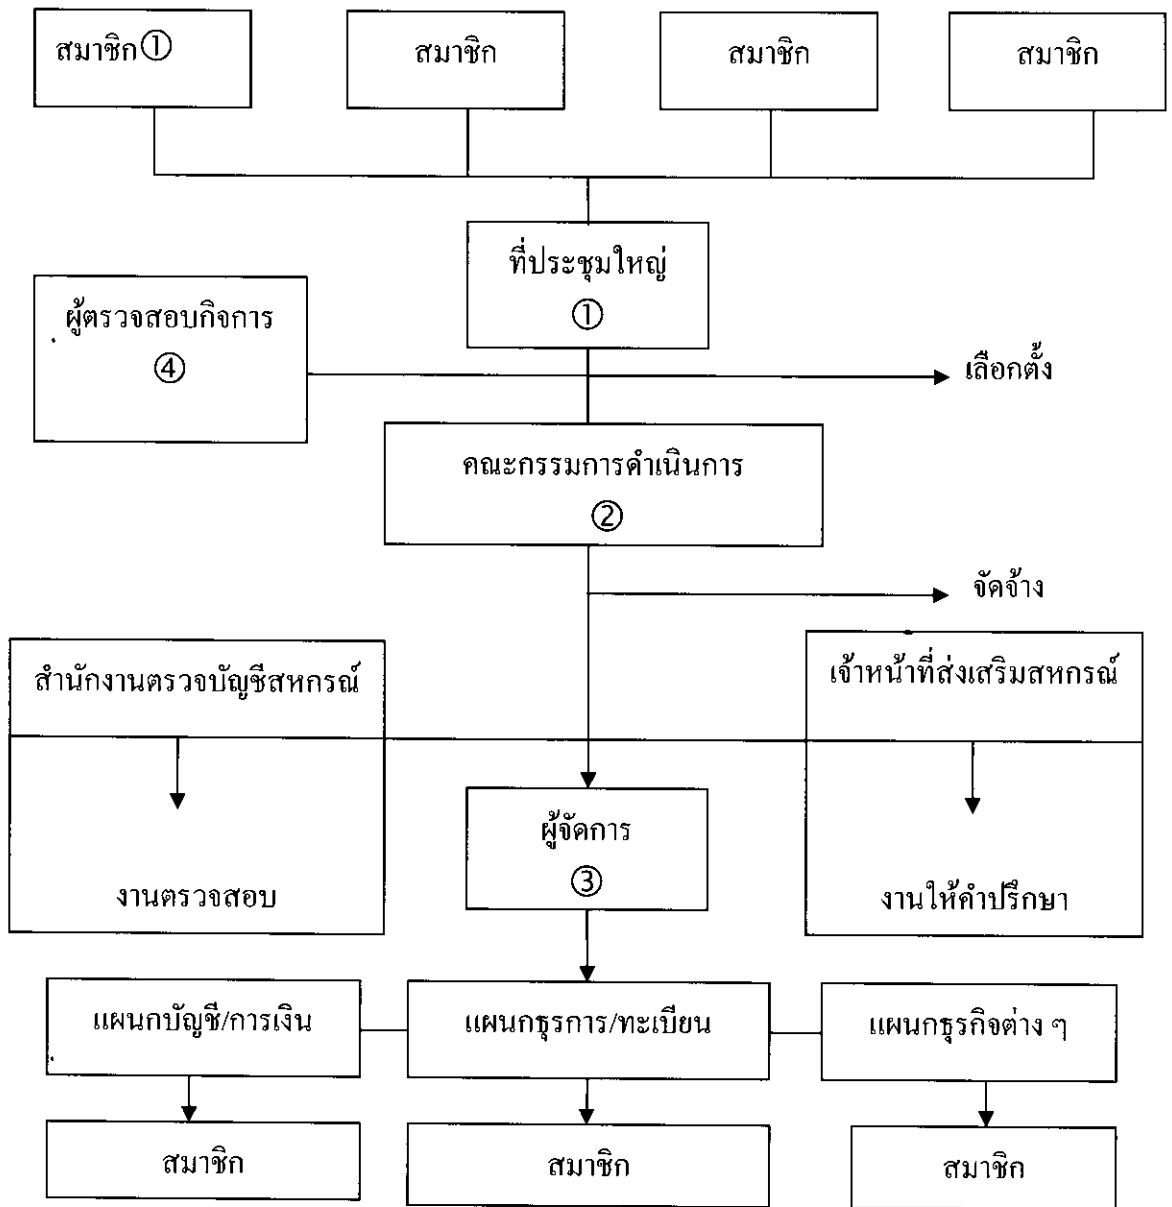 สมาชิก①
สมาชิก
สมาชิก
สมาชิก
ที่ประชุมใหญ่
①
ผู้ตรวจสอบกิจการ
④
เลือกตั้ง
คณะกรรมการดำเนินการ
②
จัดจ้าง
สำนักงานตรวจบัญชีสหกรณ์
เจ้าหน้าที่ส่งเสริมสหกรณ์
ผู้จัดการ
③
งานตรวจสอบ
งานให้คำปรึกษา
แผนกบัญชี/การเงิน
แผนกธุรการ/ทะเบียน
แผนกธุรกิจต่าง ๆ
สมาชิก
สมาชิก
สมาชิก